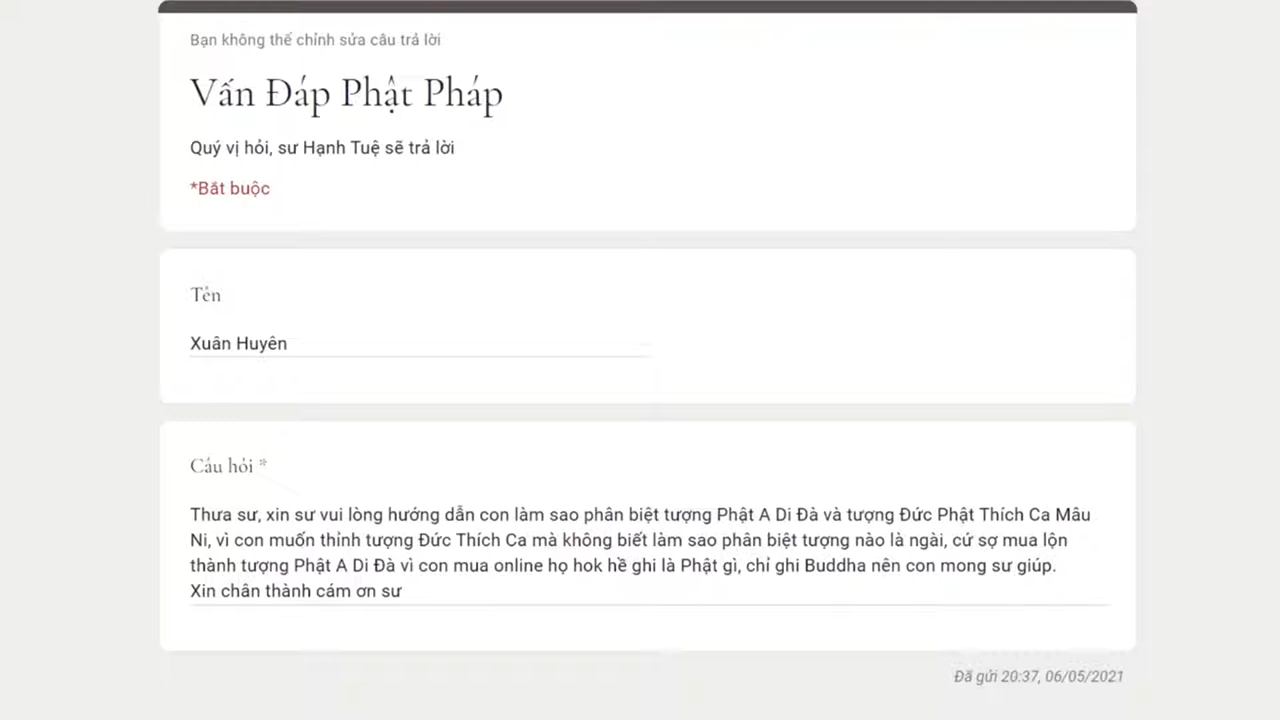 Bạn không thể chỉnh sửa câu trả lời
Vấn Đáp Phật Pháp
Quý vị hỏi, sư Hạnh Tuệ sẽ trả lời
*Bắt buộc
Tên
Xuân Huyên
Câu hỏi *
Thưa sư, xin sư vui lòng hướng dẫn con làm sao phân biệt tượng Phật A Di Đà và tượng Đức Phật Thích Ca Mâu
Ni, vì con muốn thỉnh tượng Đức Thích Ca mà không biết làm sao phân biệt tượng nào là ngài, cứ sợ mua lộn
thành tượng Phật A Di Đà vì con mua online họ hok hề ghi là Phật gì, chỉ ghi Buddha nên con mong sư giúp.
Xin chân thành cám ơn sư
Đã gửi 20:37, 06/05/2021